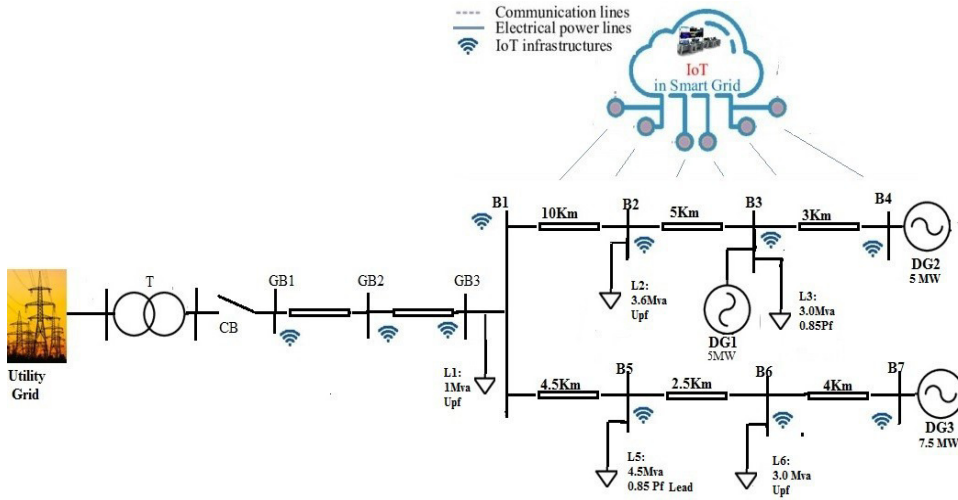 Communication lines
Electrical power lines
IoT infrastructures
IoT
in Smart Grid
B1
10Km
B2
5Km
B3
3Km
B4
DG2
5 MW
L2:
3.6Mva
Upf
DG1
5MW
L3:
3.0Mva
0.85Pf
T
CB
GB1
GB2
GB3
Utility
Grid
L1:
1Mva
Upf
4.5Km
B5
2.5Km
B6
4Km
B7
DG3
7.5 MW
L5:
4.5Mva
0.85 Pf Lead
L6:
3.0 Mva
Upf